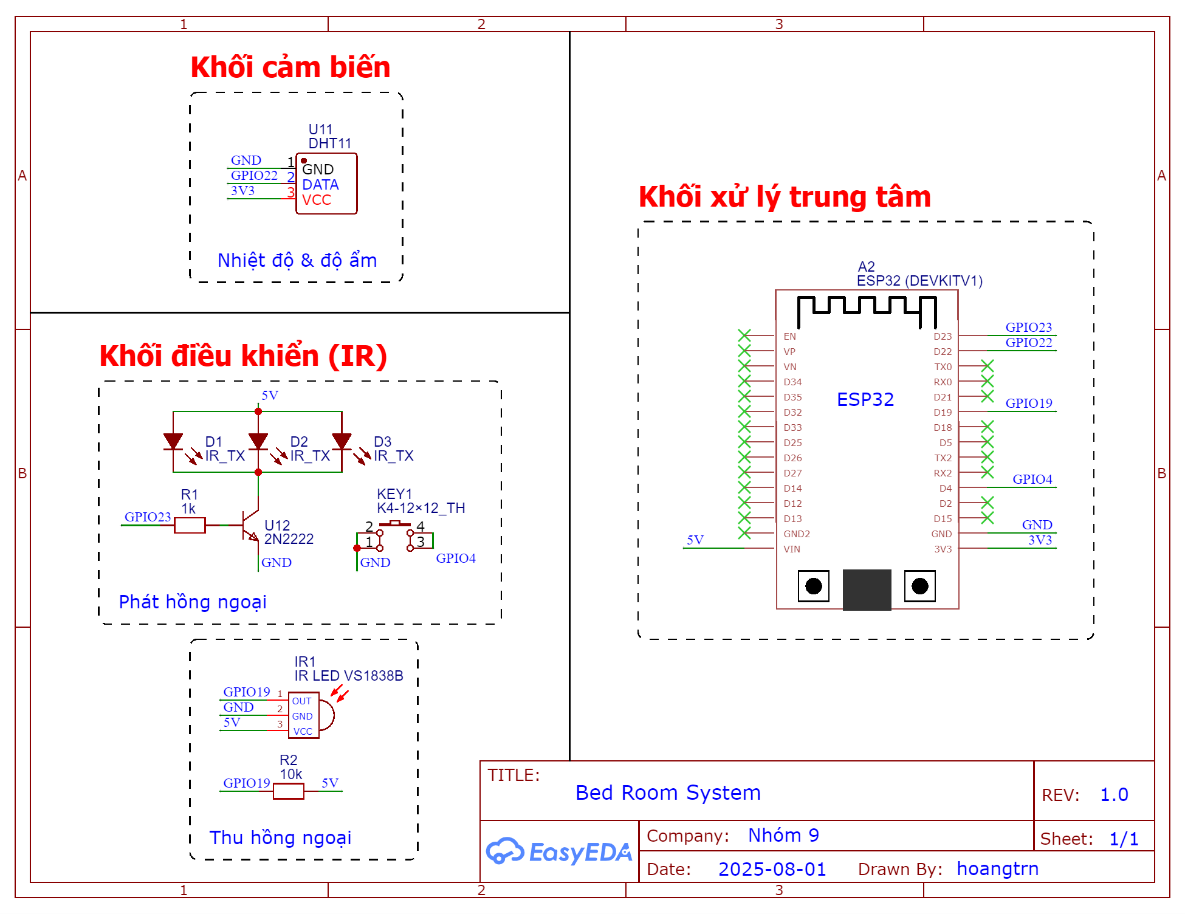 1
2
3
A
A
B
B
Khối cảm biến
U11
DHT11
GND
1
GND
GPIO22
2
DATA
3V3
3
VCC
Nhiệt độ & độ ẩm
Khối điều khiển (IR)
5V
D1
IR_TX
D2
IR_TX
D3
IR_TX
R1
1k
GPIO23
U12
2N2222
GND
KEY1
K4-12×12_TH
2
4
1
3
GND
GPIO4
Phát hồng ngoại
IR1
IR LED VS1838B
GPIO19
1
OUT
GND
2
GND
5V
3
VCC
R2
10k
GPIO19
5V
Thu hồng ngoại
Khối xử lý trung tâm
A2
ESP32 (DEVKITV1)
ESP32
EN
VP
VN
D34
D35
D32
D33
D25
D26
D27
D14
D12
D13
GND2
5V
VIN
D23
GPIO23
D22
GPIO22
TX0
RX0
D21
D19
GPIO19
D18
D5
TX2
RX2
D4
GPIO4
D2
D15
GND
GND
3V3
3V3
TITLE:
Bed Room System
REV: 1.0
EasyEDA
Company: Nhóm 9
Sheet: 1/1
Date: 2025-08-01 Drawn By: hoangtrn
1
2
3